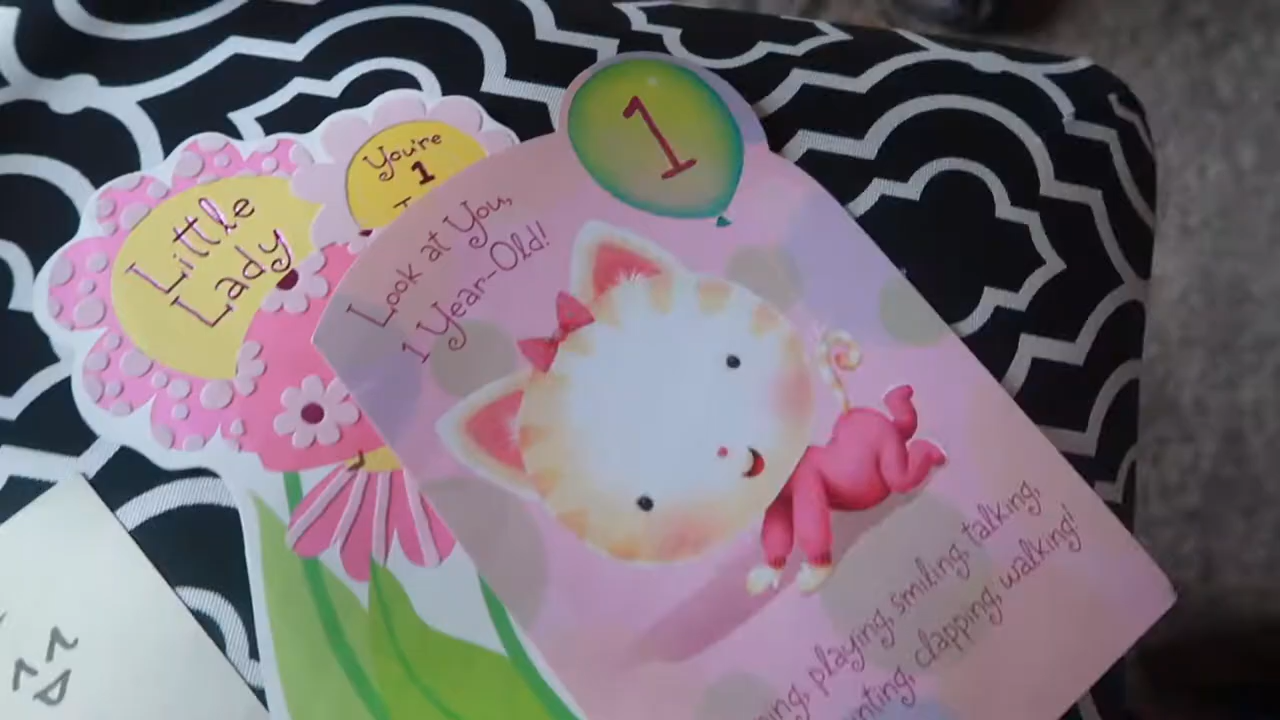 Little
Lady
You're
1
1
Look at You,
1 Year-Old!
playing, smiling, talking,
clapping, walking!